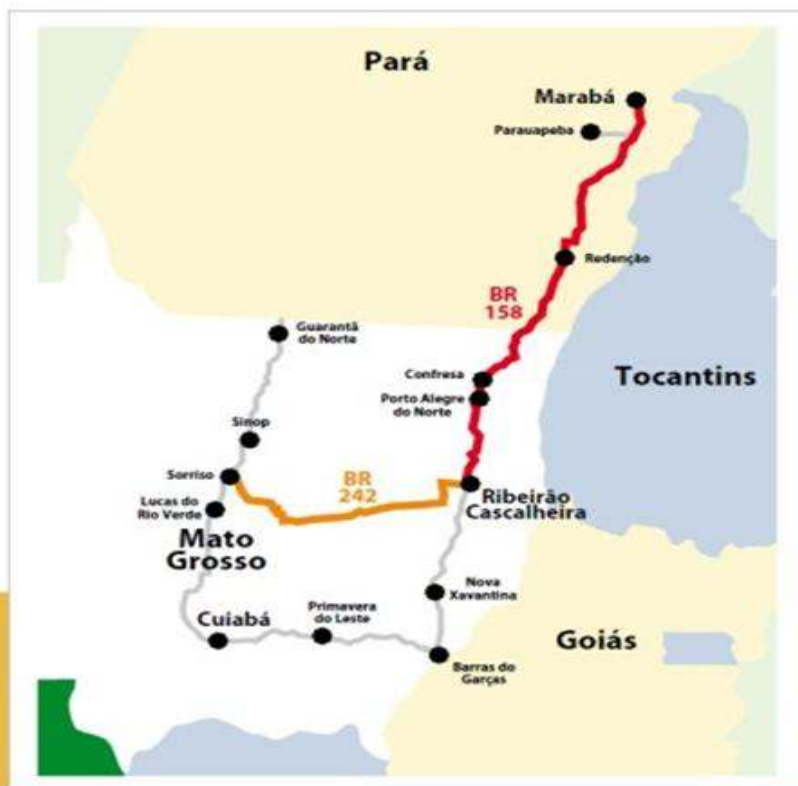 Pará
Marabá
Parauapeba
Redenção
BR
158
Guarantã
do Norte
Confresa
Tocantins
Porto Alegre
do Norte
Sinop
Sorriso
BR
242
Lucas do
Rio Verde
Ribeirão
Cascalheira
Mato
Grosso
Nova
Xavantina
Cuiabá
Primavera
do Leste
Goiás
Barras do
Garças